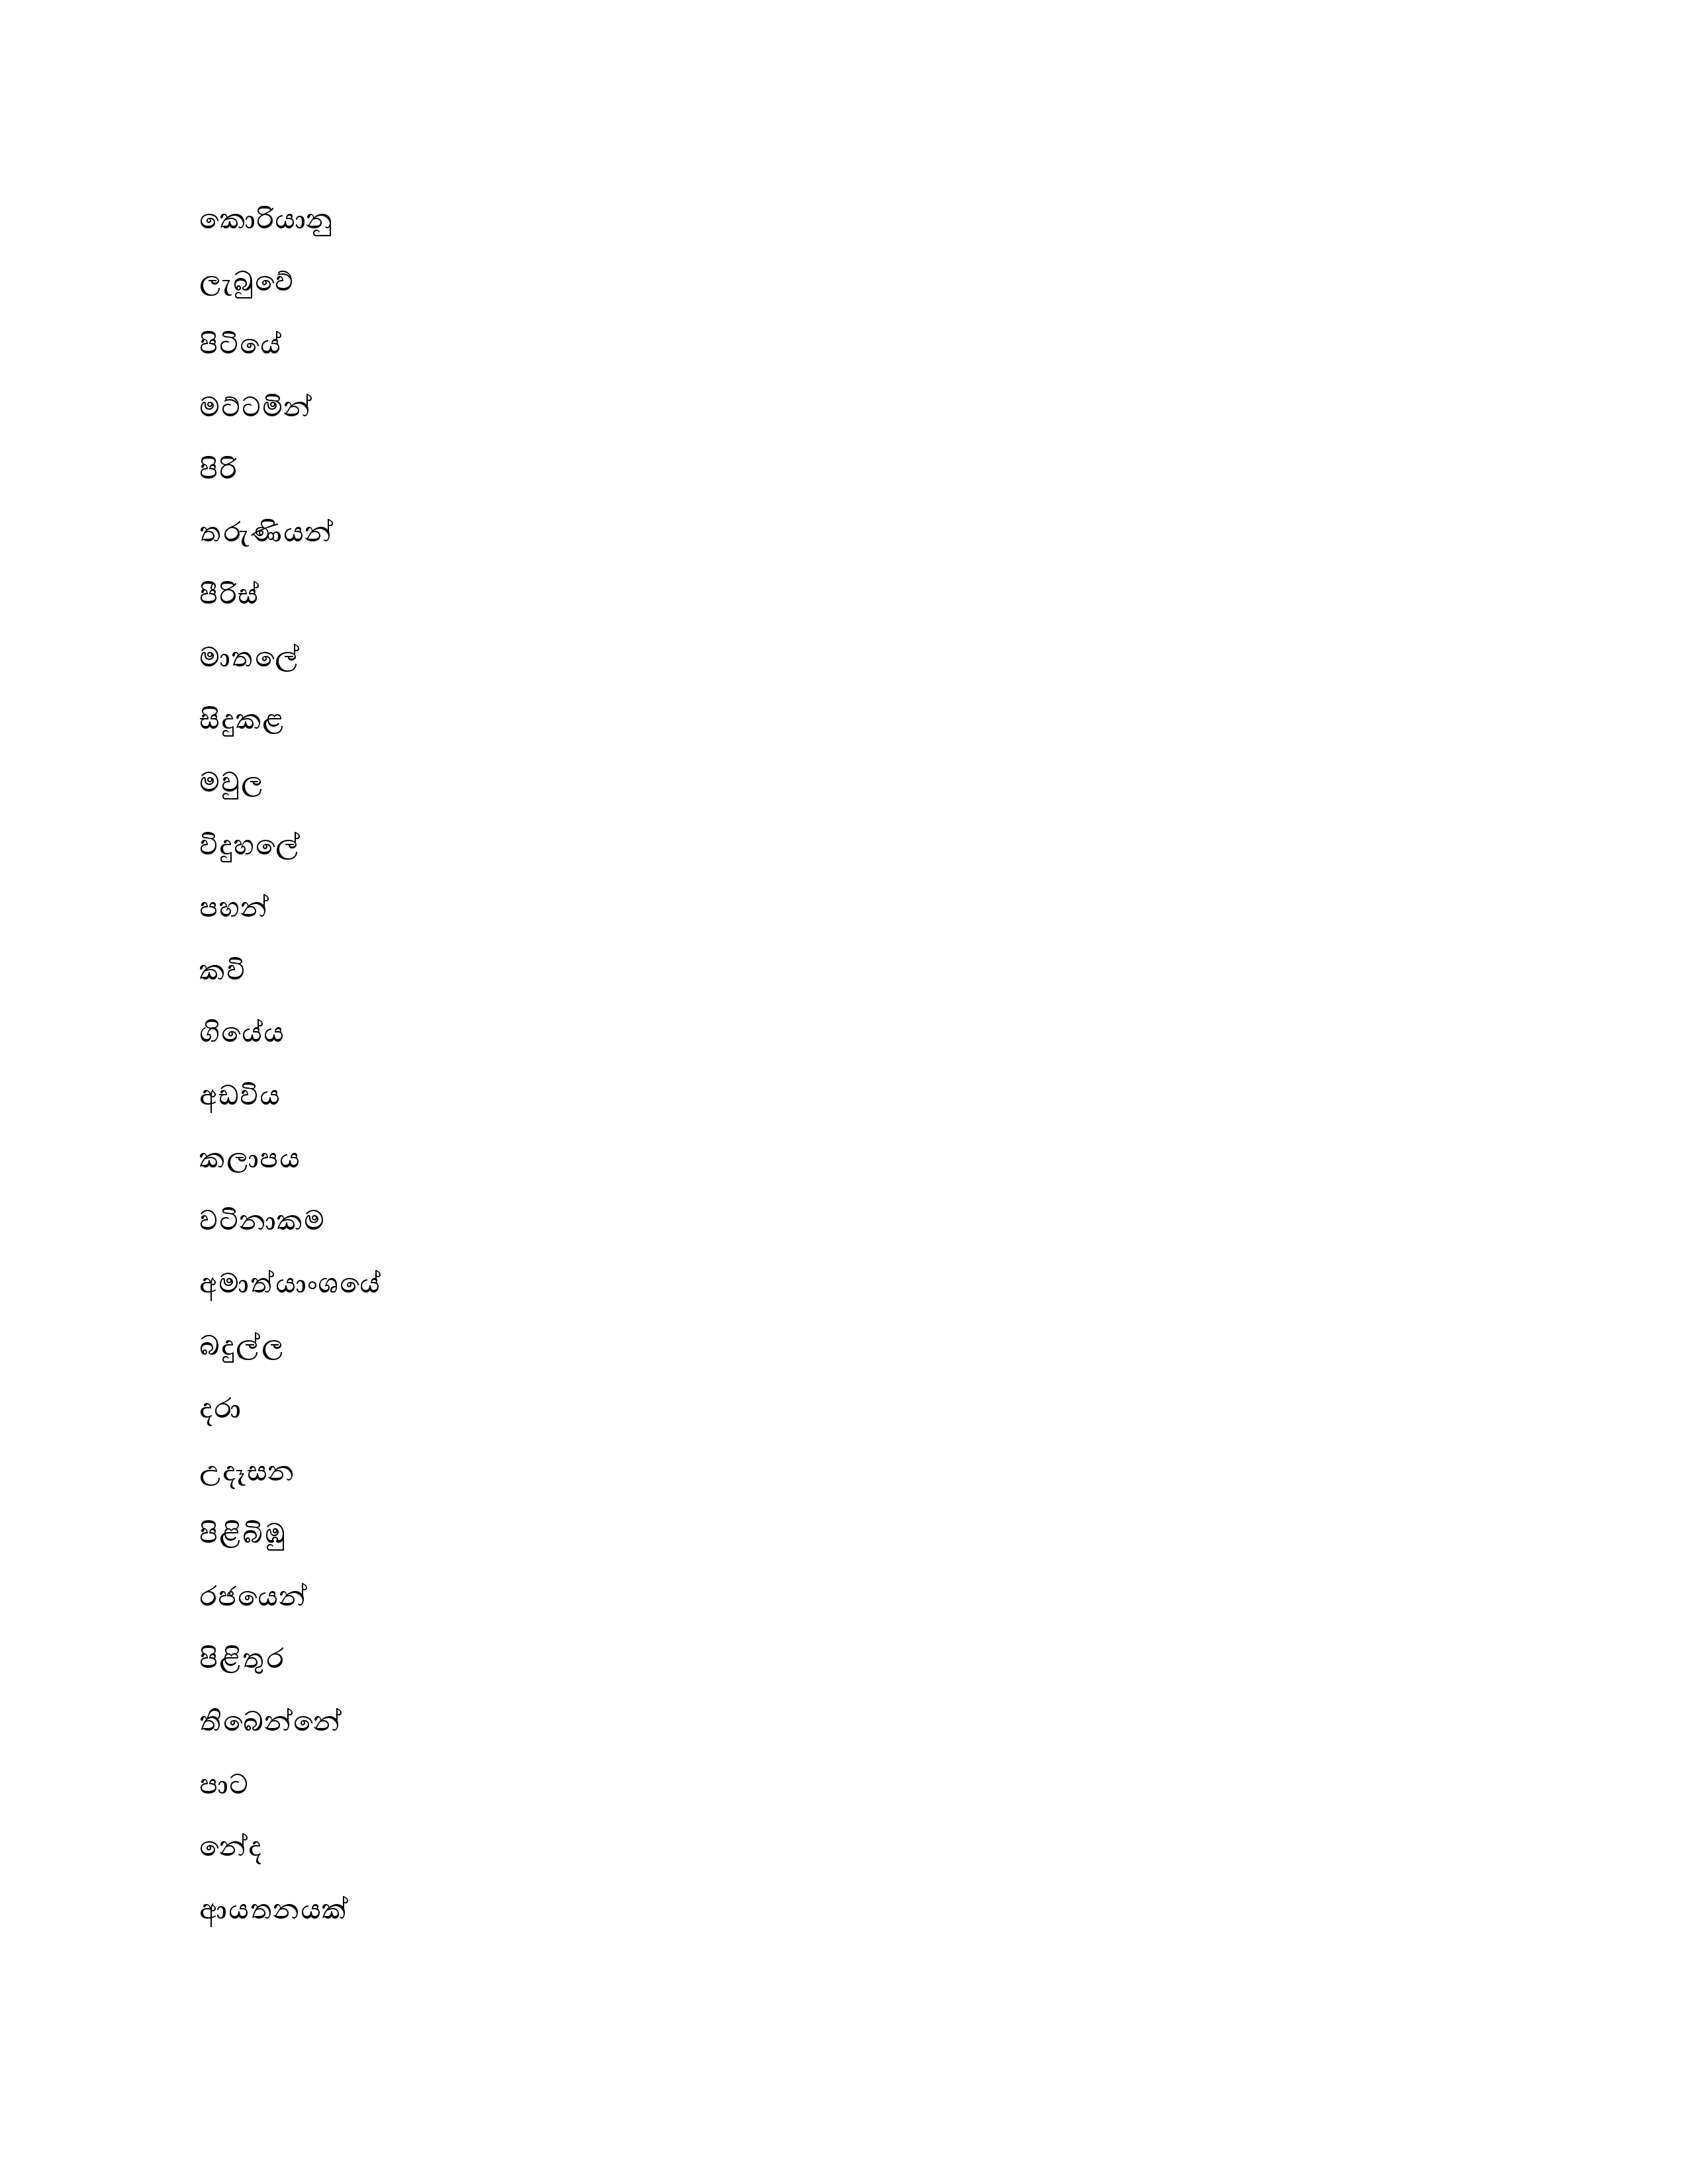 කොරියානු
ලැබුවේ
පිටියේ
මට්ටමින්
පිරි
තරුණියන්
පීරිස්
මාතලේ
සිදුකළ
මවුල
විදුහලේ
පහන්
කවි
ගියේය
අඩවිය
කලාපය
වටිනාකම
අමාත්යාංශයේ
බදුල්ල
දරා
උදෑසන
පිළිබිඹු
රජයෙන්
පිළිතුර
තිබෙන්නේ
පාට
නේද
ආයතනයක්